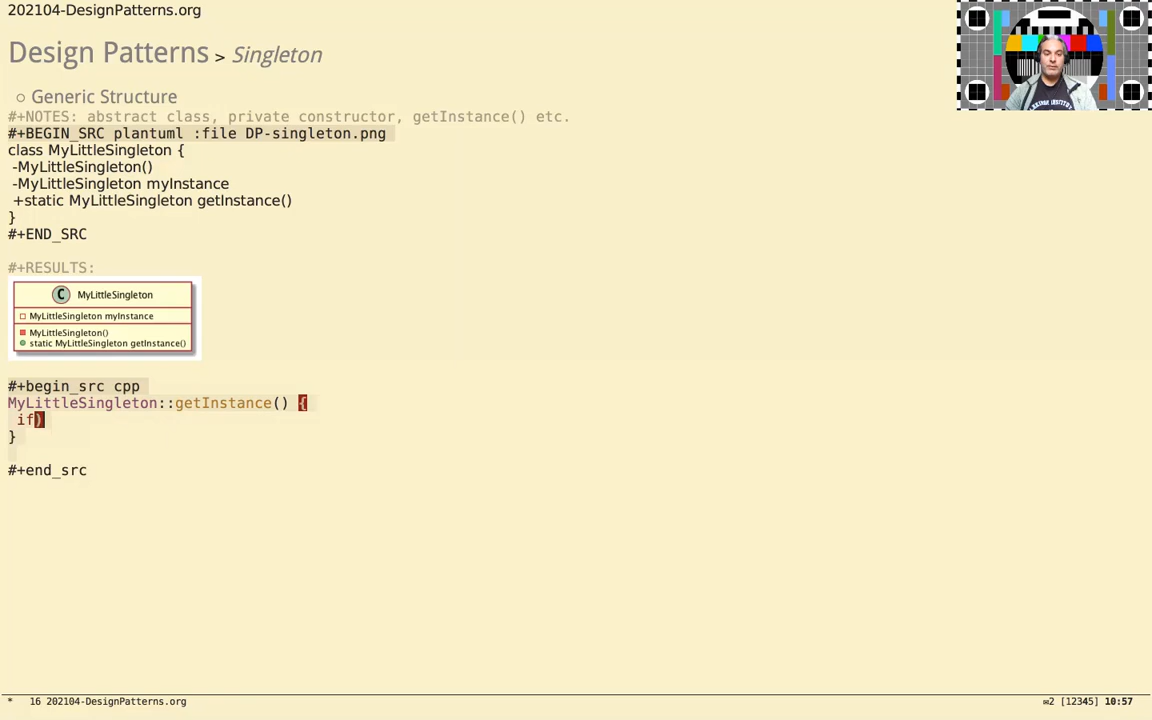 202104-DesignPatterns.org
Design Patterns > Singleton
○ Generic Structure
#+NOTES: abstract class, private constructor, getInstance() etc.
#+BEGIN_SRC plantuml :file DP-singleton.png
class MyLittleSingleton {
-MyLittleSingleton()
-MyLittleSingleton myInstance
+static MyLittleSingleton getInstance()
}
#+END_SRC
#+RESULTS:
C MyLittleSingleton
MyLittleSingleton myInstance
MyLittleSingleton()
static MyLittleSingleton getInstance()
#+begin_src cpp
MyLittleSingleton::getInstance() {
if)
}
#+end_src
* 16 202104-DesignPatterns.org
✉2 [12345] 10:57